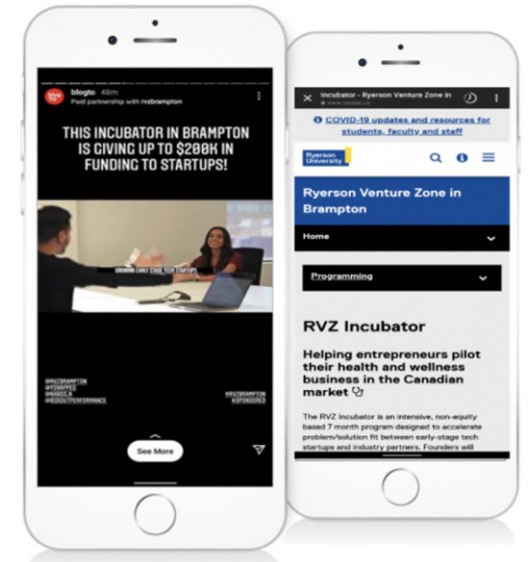 blogto 48m
Paid partnership with rvzbrampton
THIS INCUBATOR IN BRAMPTON
IS GIVING UP TO $200K IN
FUNDING TO STARTUPS!
EARLY STAGE TECH STARTUPS
@RVZBRAMPTON
#RVZBRAMPTON
#SPONSORED
See More
Incubator - Ryerson Venture Zone in
COVID-19 updates and resources for
students, faculty and staff
Ryerson
University
Ryerson Venture Zone in
Brampton
Home
Programming
RVZ Incubator
Helping entrepreneurs pilot
their health and wellness
business in the Canadian
market
The RVZ Incubator is an intensive, non-equity
based 7 month program designed to accelerate
problem/solution fit between early-stage tech
startups and industry partners. Founders will